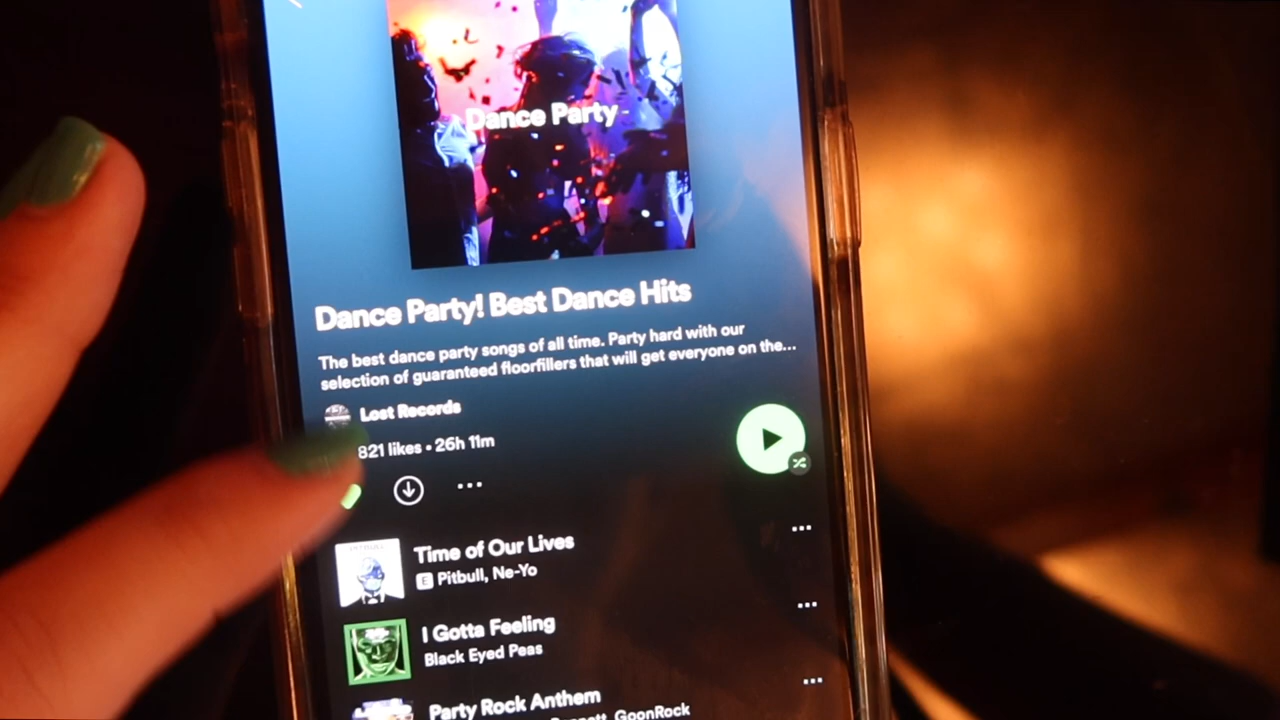 Dance Party
Dance Party! Best Dance Hits
The best dance party songs of all time. Party hard with our
selection of guaranteed floorfillers that will get everyone on the...
Lost Records
821 likes • 26h 11m
Time of Our Lives
E Pitbull, Ne-Yo
I Gotta Feeling
Black Eyed Peas
Party Rock Anthem
GoonRock